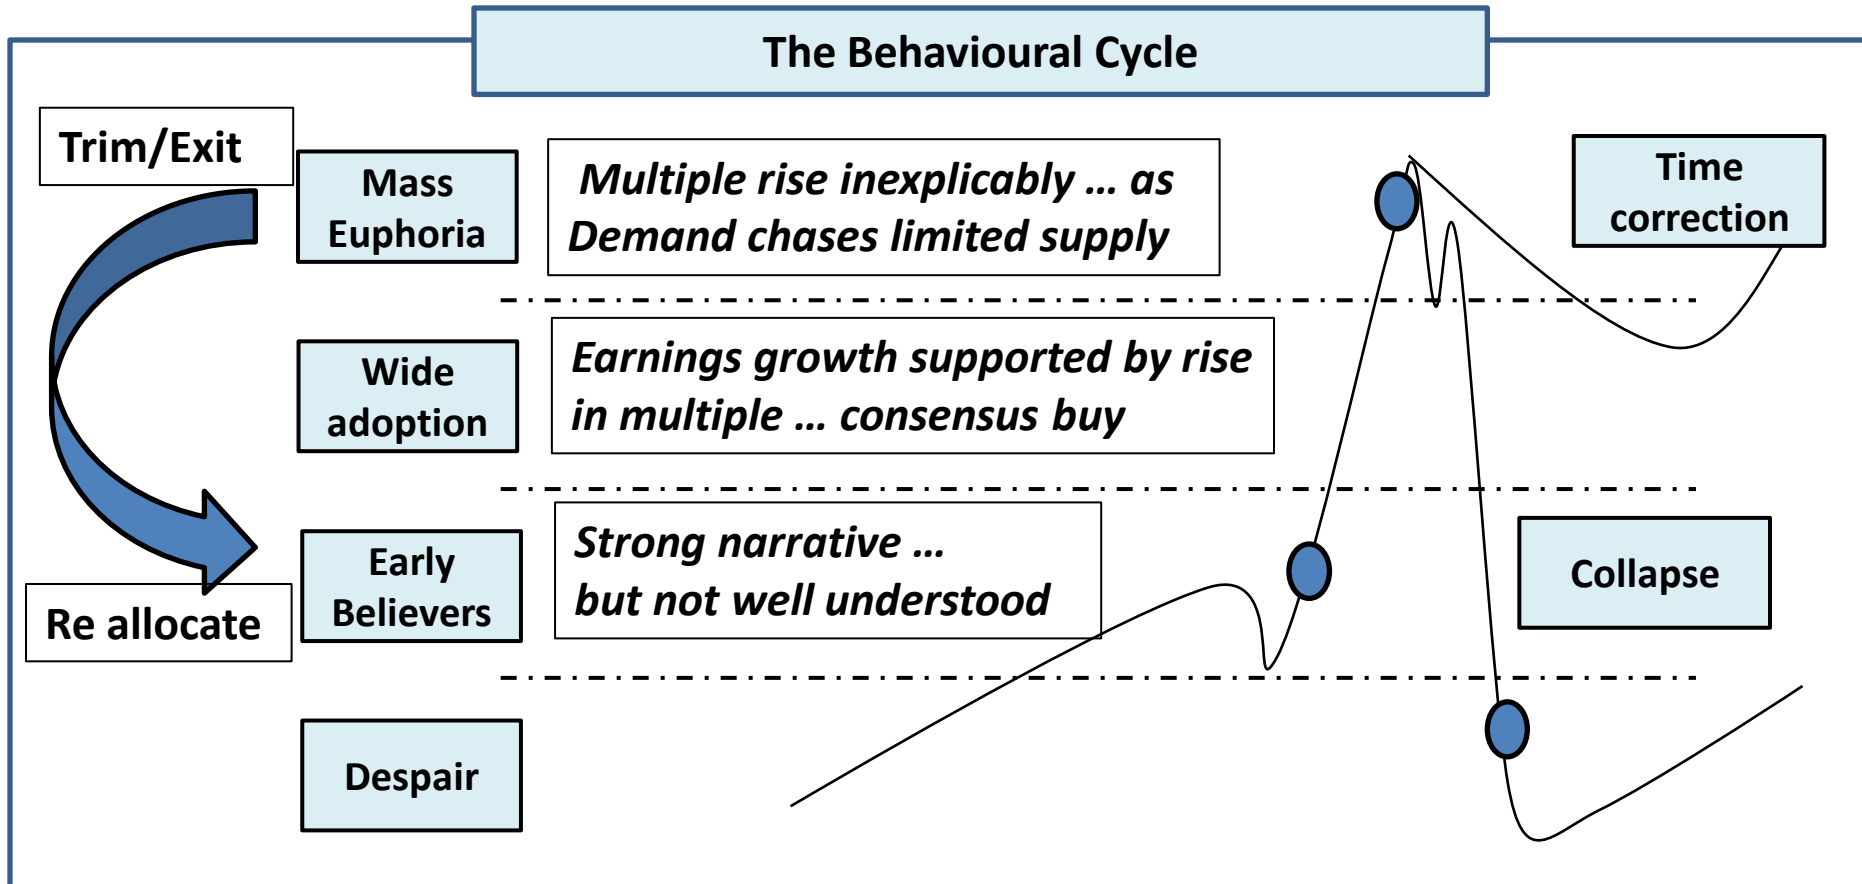 The Behavioural Cycle
Trim/Exit
Mass
Euphoria
Multiple rise inexplicably ... as
Demand chases limited supply
Time
correction
Wide
adoption
Earnings growth supported by rise
in multiple ... consensus buy
Early
Believers
Strong narrative ...
but not well understood
Collapse
Re allocate
Despair